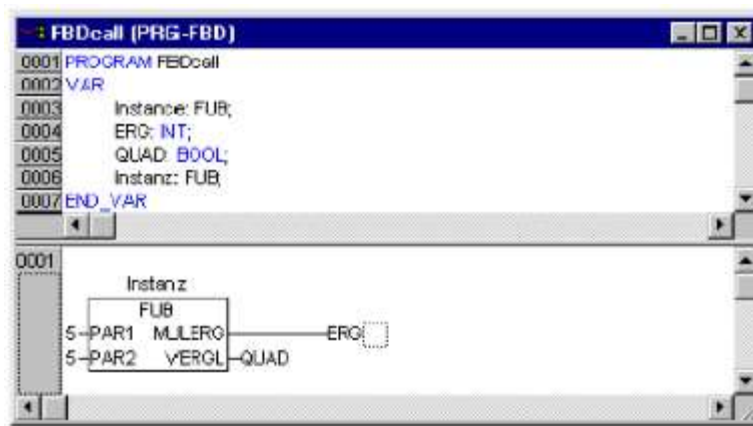 FBDcall (PRG-FBD)
0001 PROGRAM FBDcall
0002 VAR
0003 Instance: FUB;
0004 ERG: INT;
0005 QUAD: BOOL;
0006 Instanz: FUB;
0007 END_VAR
0001
Instanz
FUB
5 PAR1 MULERG ERG
5 PAR2 VERGL QUAD